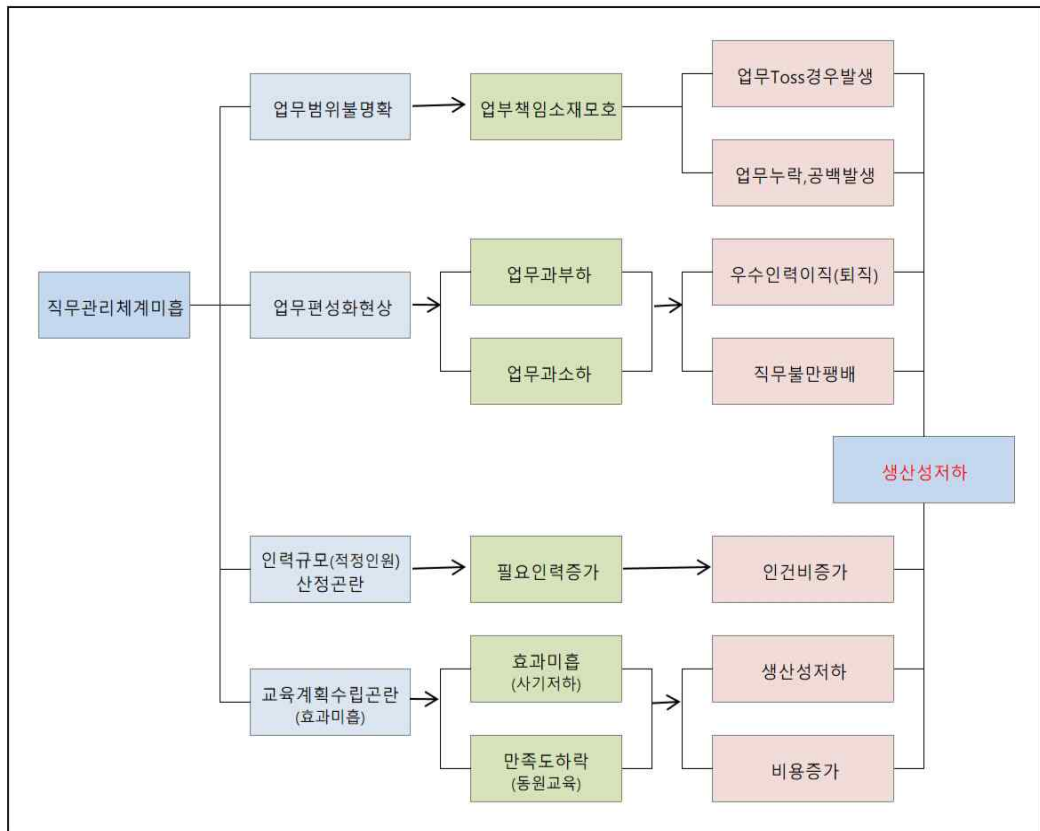 직무관리체계미흡
업무범위불명확
업부책임소재모호
업무Toss경우발생
업무누락,공백발생
업무편성화현상
업무과부하
업무과소하
우수인력이직(퇴직)
직무불만팽배
인력규모(적정인원)
산정곤란
필요인력증가
인건비증가
교육계획수립곤란
(효과미흡)
효과미흡
(사기저하)
만족도하락
(동원교육)
생산성저하
비용증가
생산성저하